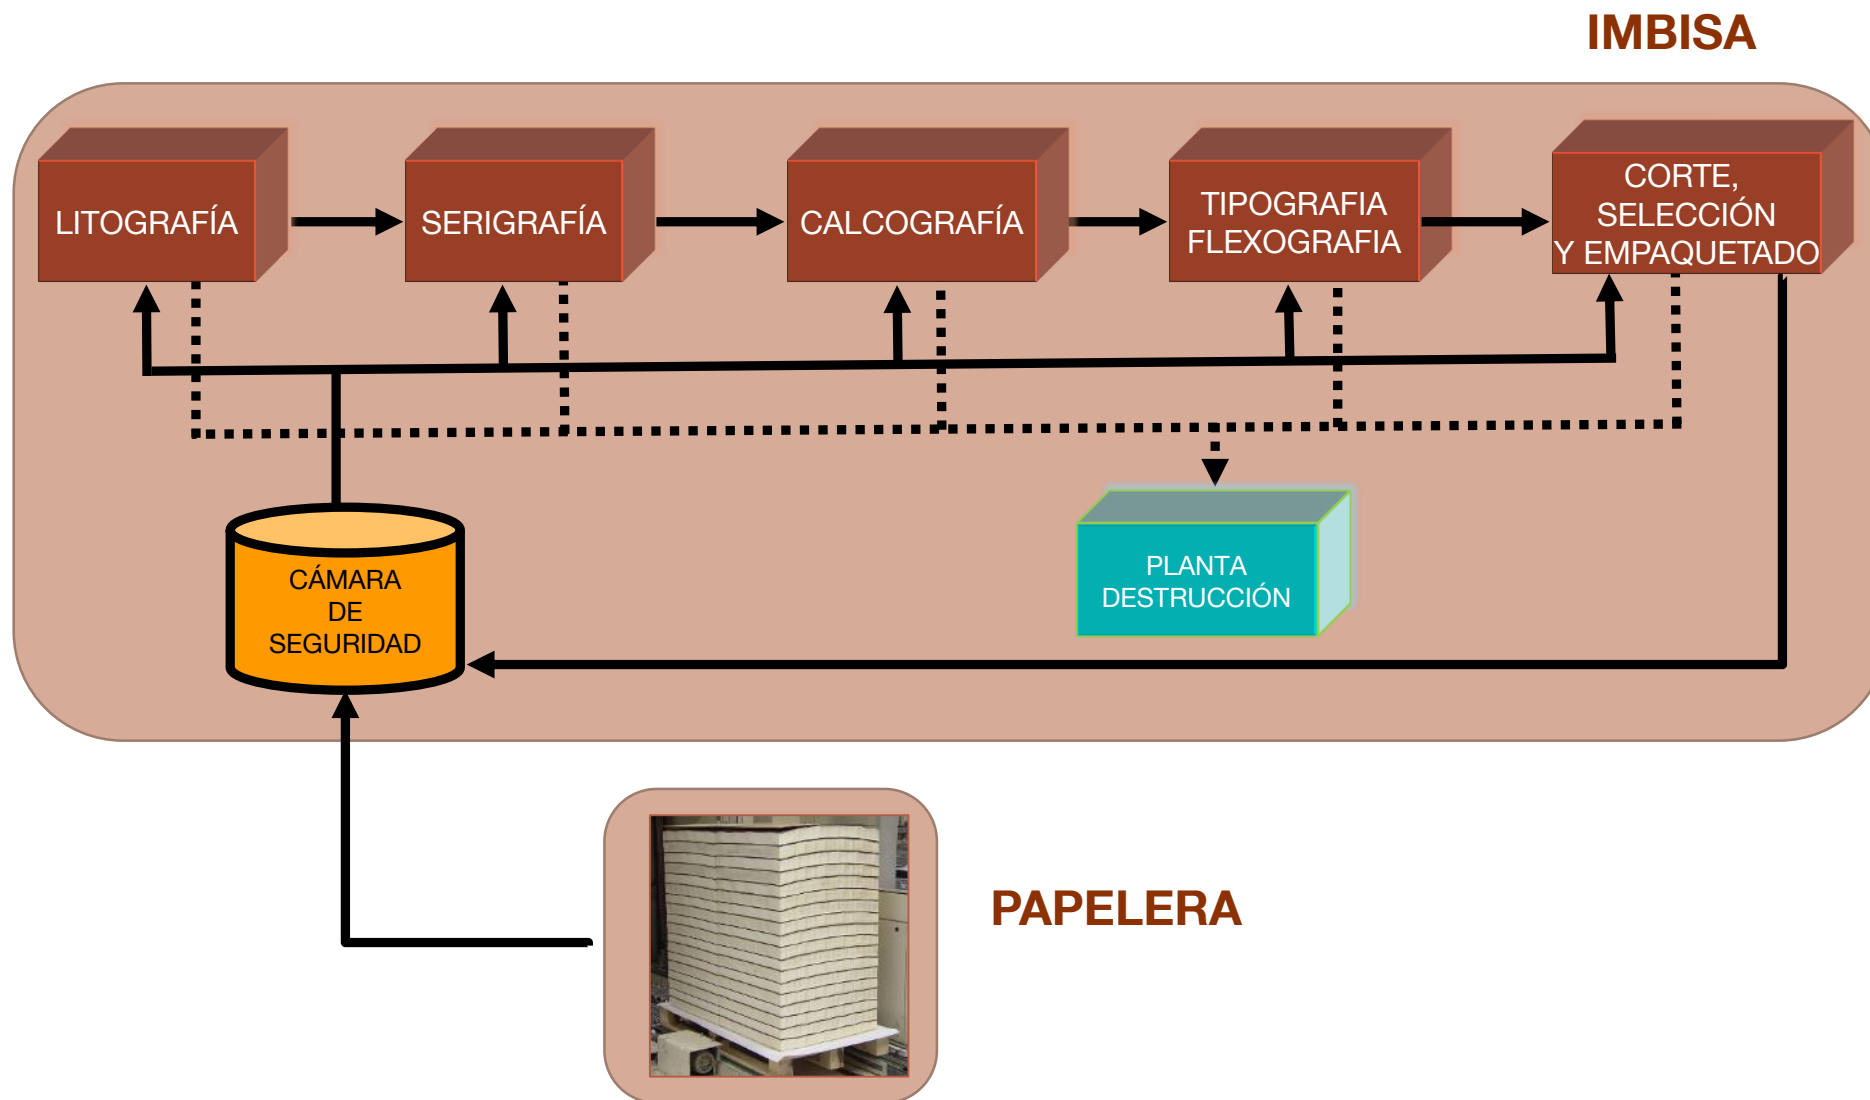 IMBISA
LITOGRAFÍA
SERIGRAFÍA
CALCOGRAFÍA
TIPOGRAFIA
FLEXOGRAFIA
CORTE,
SELECCIÓN
Y EMPAQUETADO
CÁMARA
DE
SEGURIDAD
PLANTA
DESTRUCCIÓN
PAPELERA